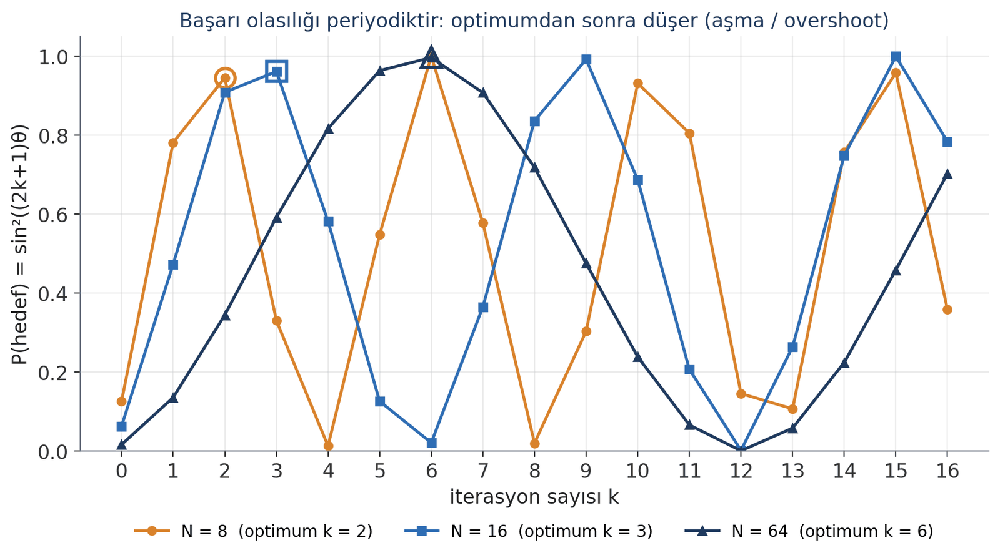 Başarı olasılığı periyodiktir: optimumdan sonra düşer (aşma / overshoot)
P(hedef) = sin²((2k+1)θ)
1.0
0.8
0.6
0.4
0.2
0.0
0 1 2 3 4 5 6 7 8 9 10 11 12 13 14 15 16
iterasyon sayısı k
N = 8 (optimum k = 2) N = 16 (optimum k = 3) N = 64 (optimum k = 6)